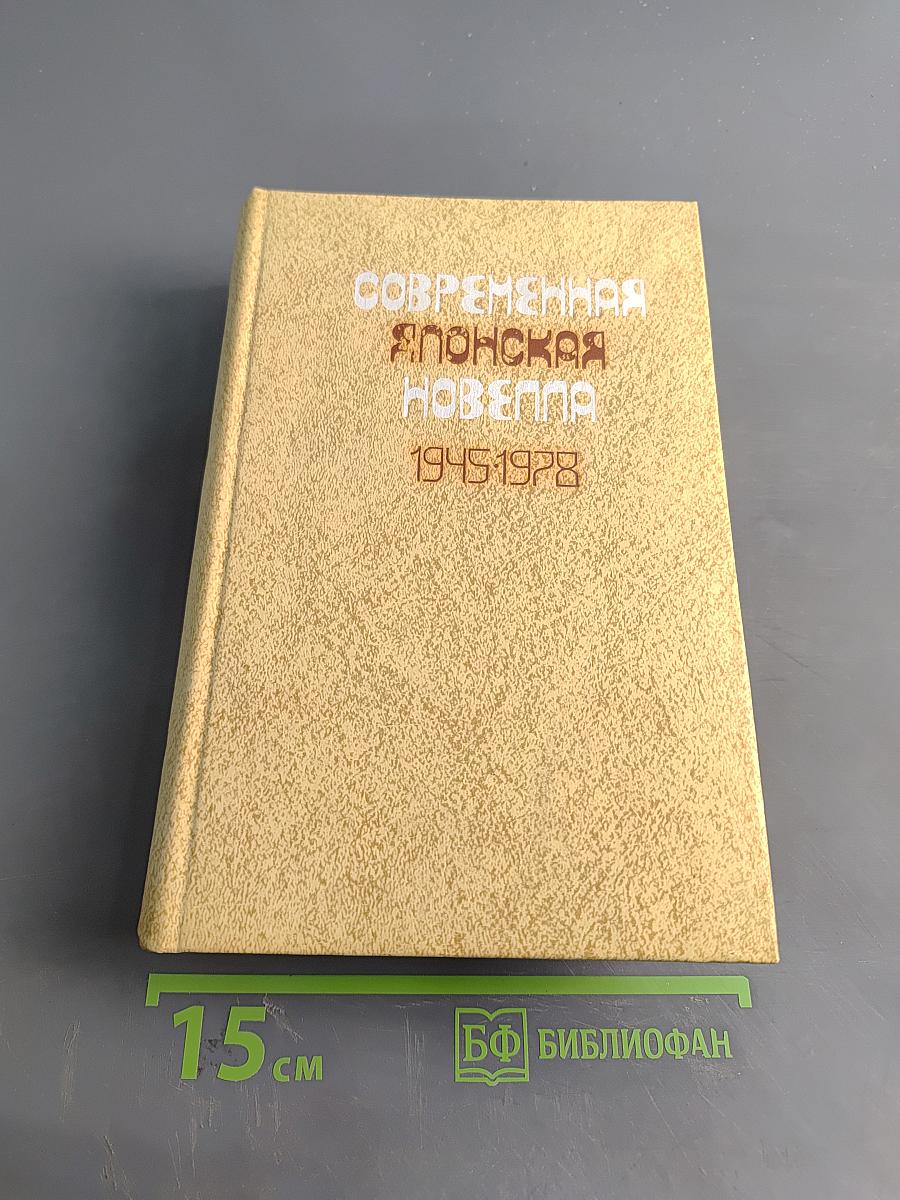 СОВРЕМЕННАЯ
ЯПОНСКАЯ
НОВЕЛЛА
1945·1978
15 см
БФ БИБЛИОФАН